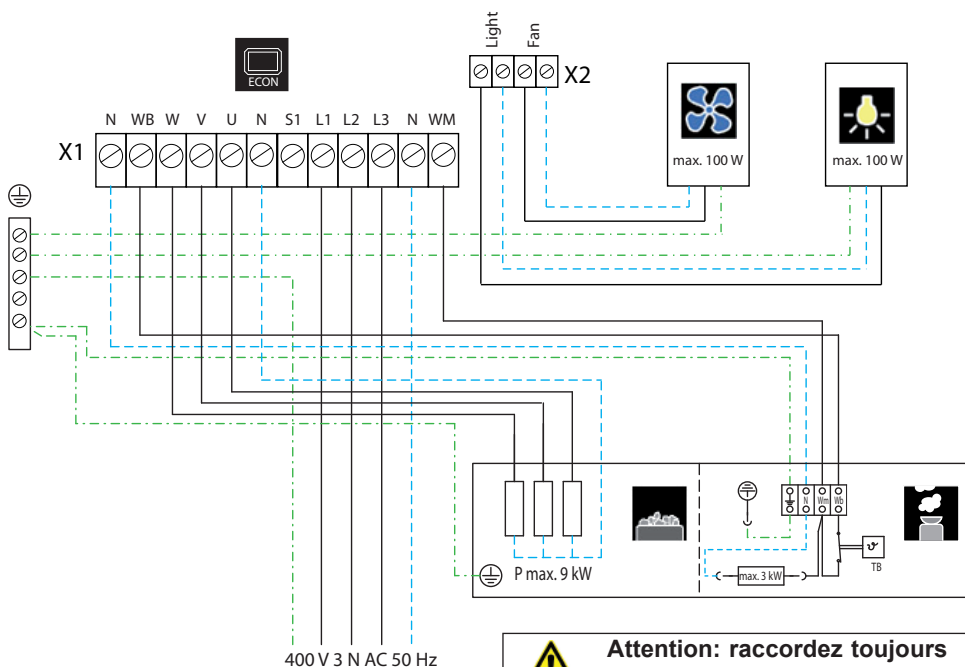 Light Fan
X2
ECON
N WB W V U N S1 L1 L2 L3 N WM
X1
max. 100 W
max. 100 W
N Wm Wb
ϑ
TB
P max. 9 kW
max. 3 kW
400 V 3 N AC 50 Hz
Attention: raccordez toujours